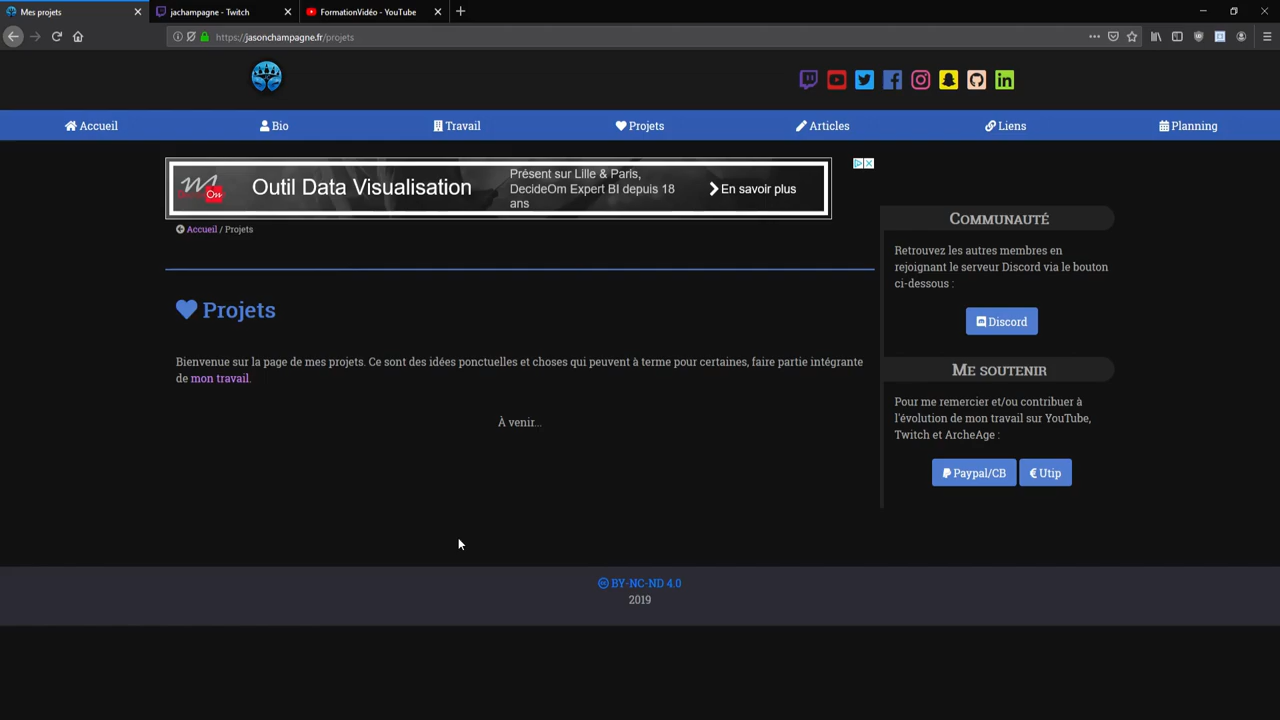 Mes projets
jachampagne - Twitch
FormationVidéo - YouTube
https://jasonchampagne.fr/projets
Accueil
Bio
Travail
Projets
Articles
Liens
Planning
Outil Data Visualisation
Présent sur Lille & Paris,
DecideOm Expert BI depuis 18
ans
En savoir plus
Om
Accueil / Projets
Projets
Bienvenue sur la page de mes projets. Ce sont des idées ponctuelles et choses qui peuvent à terme pour certaines, faire partie intégrante
de mon travail.
À venir...
Communauté
Retrouvez les autres membres en
rejoignant le serveur Discord via le bouton
ci-dessous :
Discord
Me soutenir
Pour me remercier et/ou contribuer à
l'évolution de mon travail sur YouTube,
Twitch et ArcheAge :
Paypal/CB
Utip
BY-NC-ND 4.0
2019